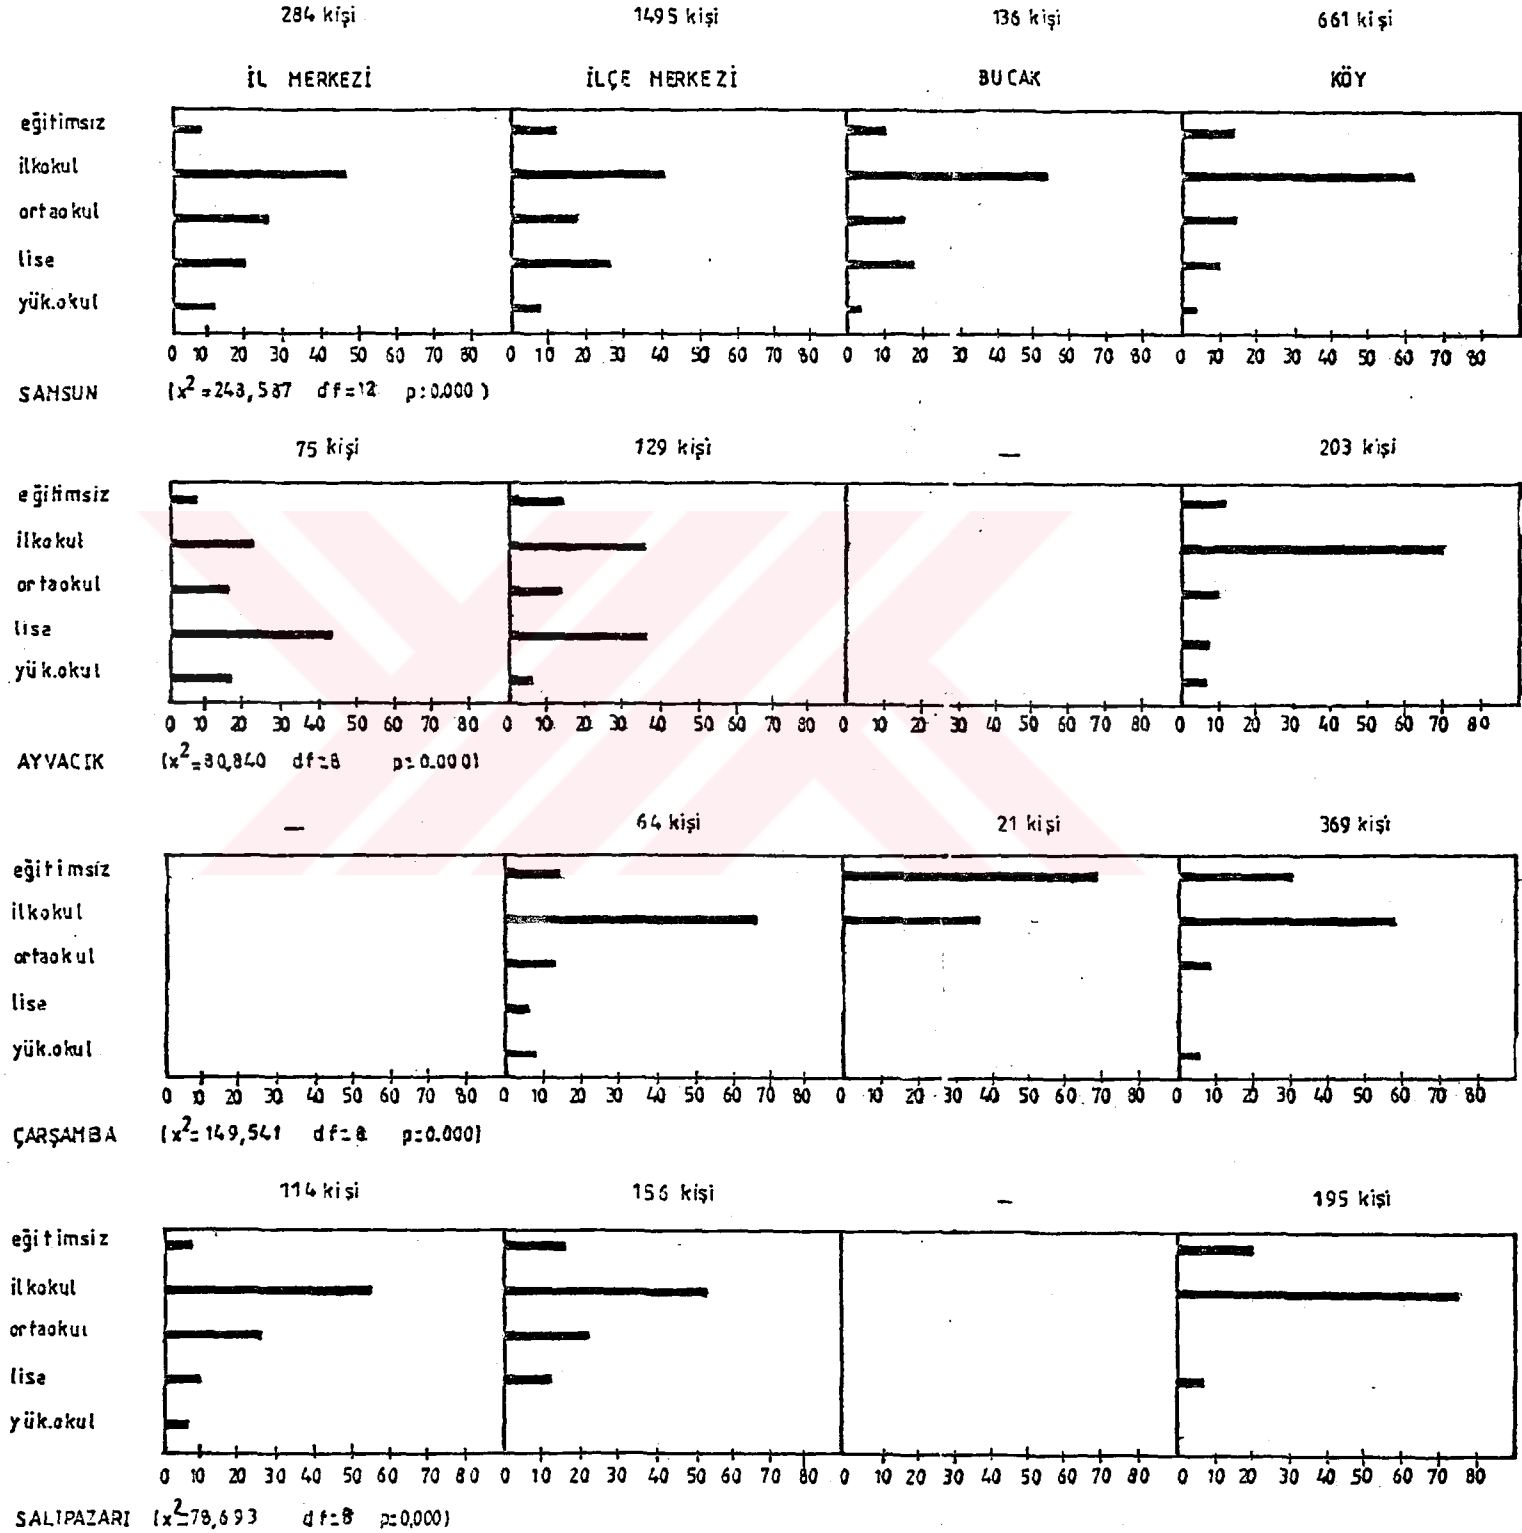 284 kişi 1495 kişi 136 kişi 661 kişi
İL MERKEZİ İLÇE MERKEZİ BUCAK KÖY
eğitimsiz
ilkokul
ortaokul
lise
yük.okul
0 10 20 30 40 50 60 70 80 0 10 20 30 40 50 60 70 80 0 10 20 30 40 50 60 70 80 0 10 20 30 40 50 60 70 80
SAMSUN (x²=243,587 df=12 p:0.000)
75 kişi 129 kişi — 203 kişi
eğitimsiz
ilkokul
ortaokul
lise
yük.okul
0 10 20 30 40 50 60 70 80 0 10 20 30 40 50 60 70 80 0 10 20 30 40 50 60 70 80 0 10 20 30 40 50 60 70 80
AYVACIK (x²=80,840 df=8 p=0.000)
— 64 kişi 21 kişi 369 kişi
eğitimsiz
ilkokul
ortaokul
lise
yük.okul
0 10 20 30 40 50 60 70 80 0 10 20 30 40 50 60 70 80 0 10 20 30 40 50 60 70 80 0 10 20 30 40 50 60 70 80
ÇARŞAMBA (x²=149,541 df=8 p=0.000)
114 kişi 156 kişi — 195 kişi
eğitimsiz
ilkokul
ortaokul
lise
yük.okul
0 10 20 30 40 50 60 70 80 0 10 20 30 40 50 60 70 80 0 10 20 30 40 50 60 70 80 0 10 20 30 40 50 60 70 80
SALIPAZARI (x²=78,693 df=8 p=0,000)